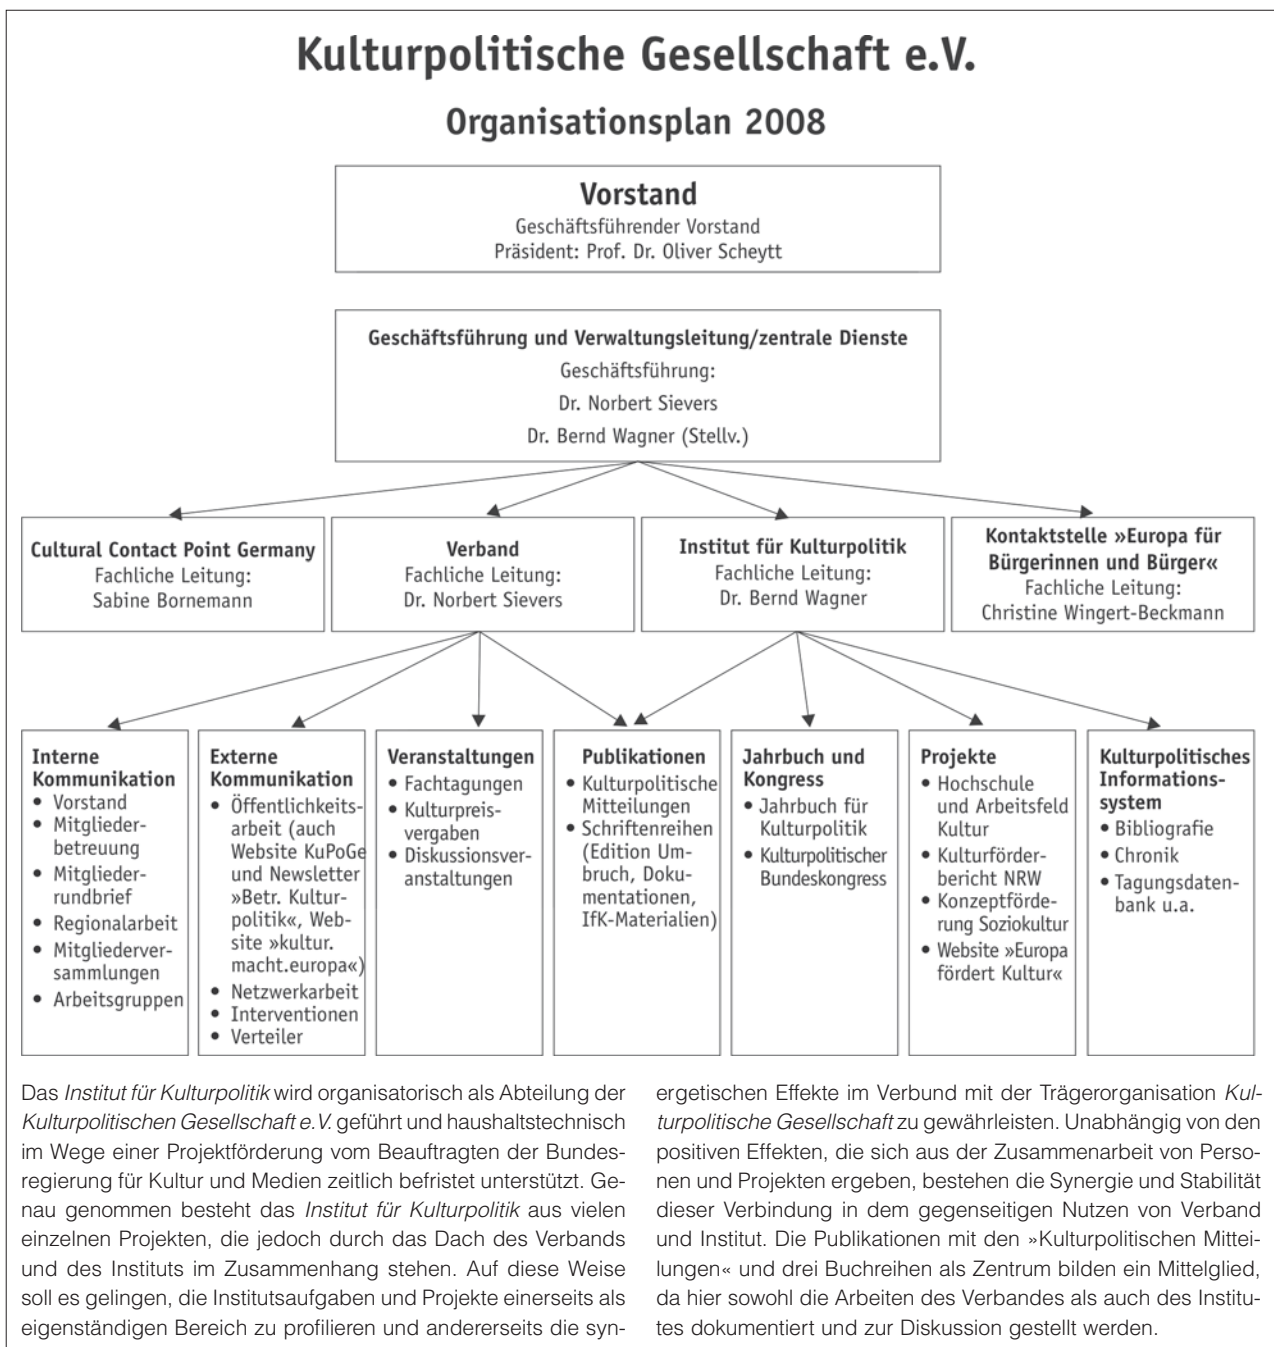 Kulturpolitische Gesellschaft e.V.
Organisationsplan 2008
Vorstand
Geschäftsführender Vorstand
Präsident: Prof. Dr. Oliver Scheytt
Geschäftsführung und Verwaltungsleitung/zentrale Dienste
Geschäftsführung:
Dr. Norbert Sievers
Dr. Bernd Wagner (Stellv.)
Cultural Contact Point Germany
Fachliche Leitung:
Sabine Bornemann
Verband
Fachliche Leitung:
Dr. Norbert Sievers
Institut für Kulturpolitik
Fachliche Leitung:
Dr. Bernd Wagner
Kontaktstelle »Europa für
Bürgerinnen und Bürger«
Fachliche Leitung:
Christine Wingert-Beckmann
Interne
Kommunikation
• Vorstand
• Mitglieder-
betreuung
• Mitglieder-
rundbrief
• Regionalarbeit
• Mitgliederver-
sammlungen
• Arbeitsgruppen
Externe
Kommunikation
• Öffentlichkeits-
arbeit (auch
Website KuPoGe
und Newsletter
»Betr. Kultur-
politik«, Web-
site »kultur.
macht.europa«)
• Netzwerkarbeit
• Interventionen
• Verteiler
Veranstaltungen
• Fachtagungen
• Kulturpreis-
vergaben
• Diskussionsver-
anstaltungen
Publikationen
• Kulturpolitische
Mitteilungen
• Schriftenreihen
(Edition Um-
bruch, Doku-
mentationen,
IfK-Materialien)
Jahrbuch und
Kongress
• Jahrbuch für
Kulturpolitik
• Kulturpolitischer
Bundeskongress
Projekte
• Hochschule
und Arbeitsfeld
Kultur
• Kulturförder-
bericht NRW
• Konzeptförde-
rung Soziokultur
• Website »Europa
fördert Kultur«
Kulturpolitisches
Informations-
system
• Bibliografie
• Chronik
• Tagungsdaten-
bank u.a.
Das Institut für Kulturpolitik wird organisatorisch als Abteilung der
Kulturpolitischen Gesellschaft e.V. geführt und haushaltstechnisch
im Wege einer Projektförderung vom Beauftragten der Bundes-
regierung für Kultur und Medien zeitlich befristet unterstützt. Ge-
nau genommen besteht das Institut für Kulturpolitik aus vielen
einzelnen Projekten, die jedoch durch das Dach des Verbands
und des Instituts im Zusammenhang stehen. Auf diese Weise
soll es gelingen, die Institutsaufgaben und Projekte einerseits als
eigenständigen Bereich zu profilieren und andererseits die syn-
ergetischen Effekte im Verbund mit der Trägerorganisation Kul-
turpolitische Gesellschaft zu gewährleisten. Unabhängig von den
positiven Effekten, die sich aus der Zusammenarbeit von Perso-
nen und Projekten ergeben, bestehen die Synergie und Stabilität
dieser Verbindung in dem gegenseitigen Nutzen von Verband
und Institut. Die Publikationen mit den »Kulturpolitischen Mittei-
lungen« und drei Buchreihen als Zentrum bilden ein Mittelglied,
da hier sowohl die Arbeiten des Verbandes als auch des Institu-
tes dokumentiert und zur Diskussion gestellt werden.